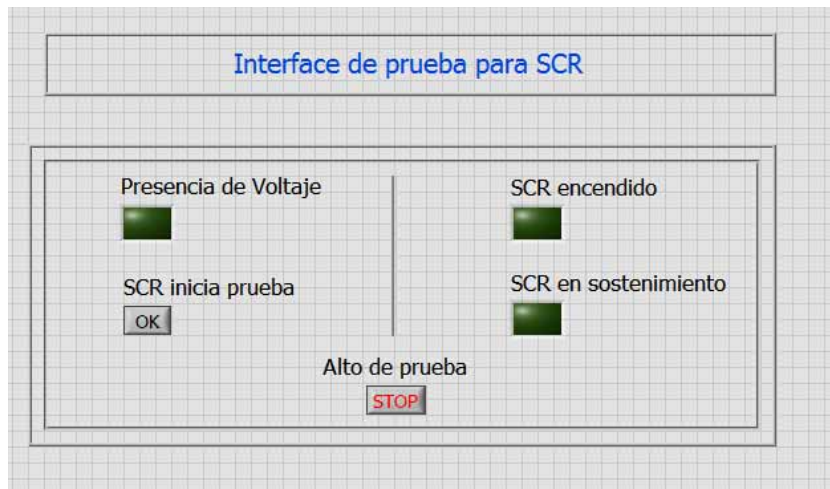 Interface de prueba para SCR
Presencia de Voltaje
SCR encendido
SCR inicia prueba
OK
SCR en sostenimiento
Alto de prueba
STOP